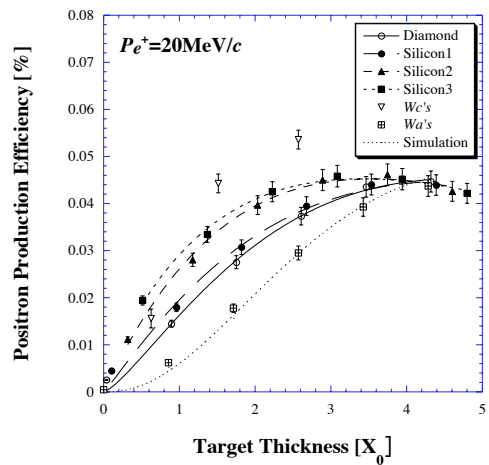 0.08
0.07
0.06
0.05
0.04
0.03
0.02
0.01
0
Positron Production Efficiency [%]
Pe+=20MeV/c
Diamond
Silicon1
Silicon2
Silicon3
Wc's
Wa's
Simulation
0 1 2 3 4 5
Target Thickness [X0]